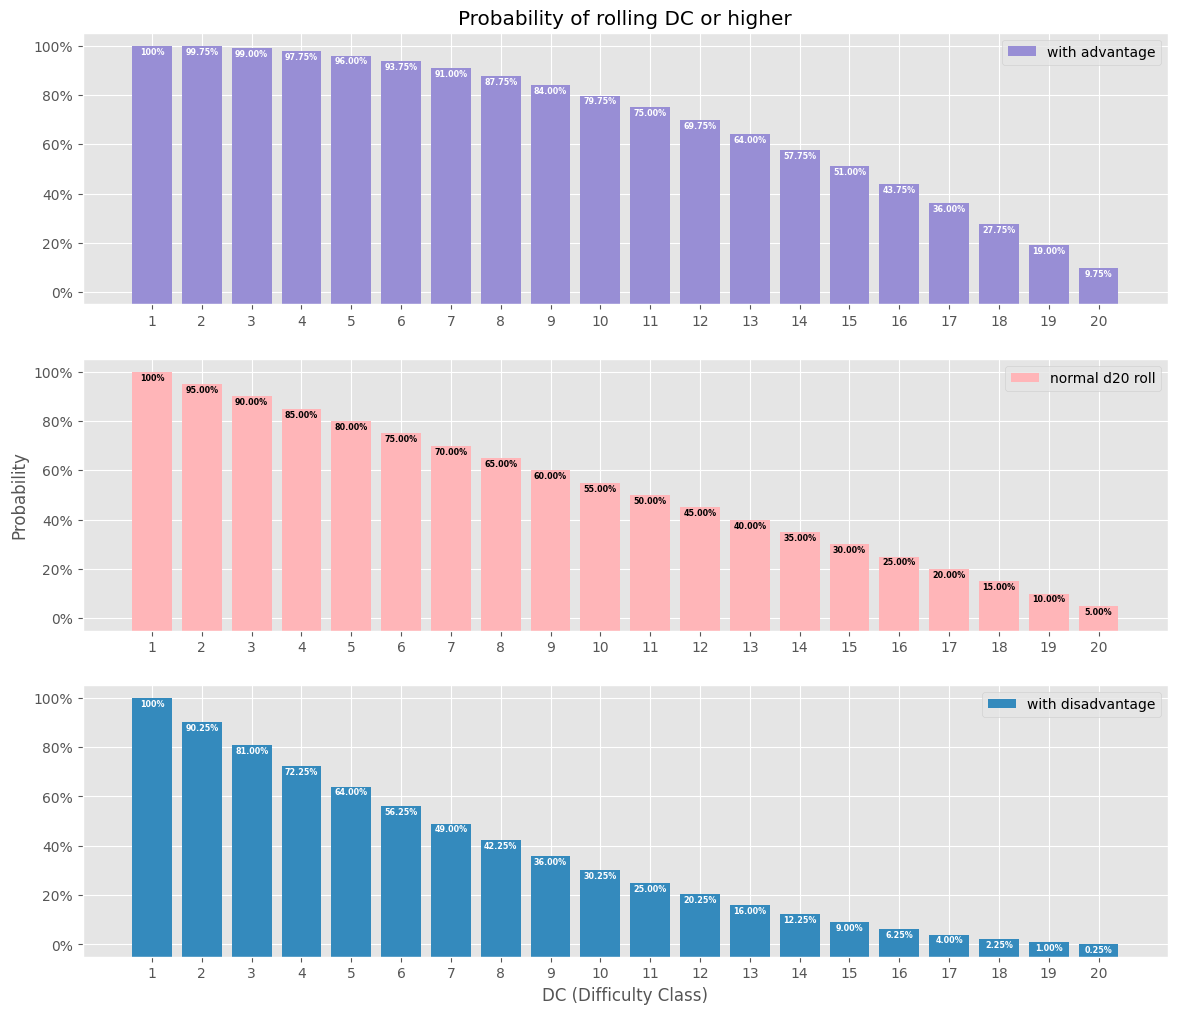 Probability of rolling DC or higher
with advantage
100%
80%
60%
40%
20%
0%
100% 99.75% 99.00% 97.75% 96.00% 93.75% 91.00% 87.75% 84.00% 79.75% 75.00% 69.75% 64.00% 57.75% 51.00% 43.75% 36.00% 27.75% 19.00% 9.75%
1 2 3 4 5 6 7 8 9 10 11 12 13 14 15 16 17 18 19 20
normal d20 roll
Probability
100%
80%
60%
40%
20%
0%
100% 95.00% 90.00% 85.00% 80.00% 75.00% 70.00% 65.00% 60.00% 55.00% 50.00% 45.00% 40.00% 35.00% 30.00% 25.00% 20.00% 15.00% 10.00% 5.00%
1 2 3 4 5 6 7 8 9 10 11 12 13 14 15 16 17 18 19 20
with disadvantage
100%
80%
60%
40%
20%
0%
100% 90.25% 81.00% 72.25% 64.00% 56.25% 49.00% 42.25% 36.00% 30.25% 25.00% 20.25% 16.00% 12.25% 9.00% 6.25% 4.00% 2.25% 1.00% 0.25%
1 2 3 4 5 6 7 8 9 10 11 12 13 14 15 16 17 18 19 20
DC (Difficulty Class)